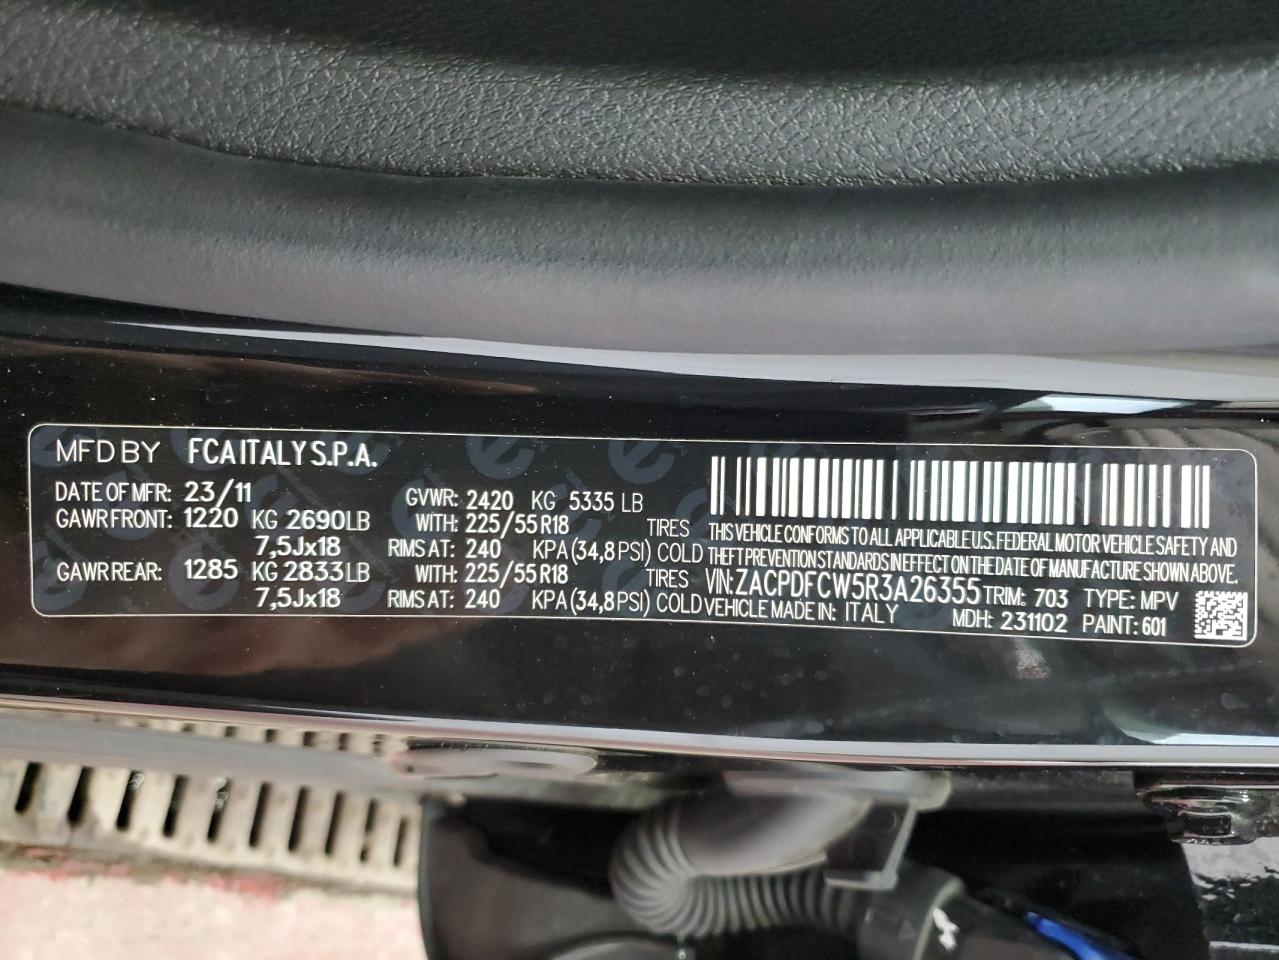 MFD BY FCA ITALY S.P.A.
DATE OF MFR: 23/11 GVWR: 2420 KG 5335 LB
GAWR FRONT: 1220 KG 2690LB WITH: 225/55 R18 TIRES
7,5Jx18 RIMS AT: 240 KPA (34,8 PSI) COLD
GAWR REAR: 1285 KG 2833 LB WITH: 225/55 R18 TIRES
7,5Jx18 RIMS AT: 240 KPA (34,8 PSI) COLD
THIS VEHICLE CONFORMS TO ALL APPLICABLE U.S. FEDERAL MOTOR VEHICLE SAFETY AND
THEFT PREVENTION STANDARDS IN EFFECT ON THE DATE OF MANUFACTURE SHOWN ABOVE.
VIN: ZACPDFCW5R3A26355 TRIM: 703 TYPE: MPV
VEHICLE MADE IN: ITALY MDH: 231102 PAINT: 601